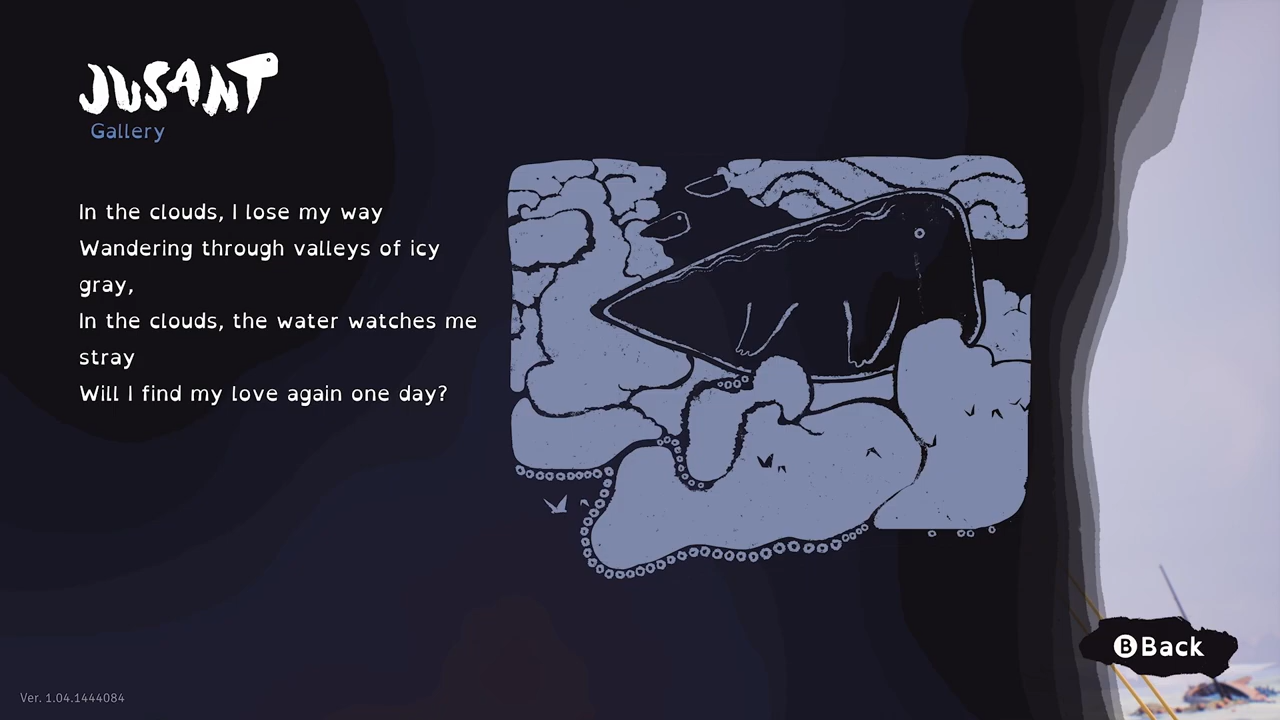 JUSANT
Gallery
In the clouds, I lose my way
Wandering through valleys of icy
gray,
In the clouds, the water watches me
stray
Will I find my love again one day?
B Back
Ver. 1.04.1444084